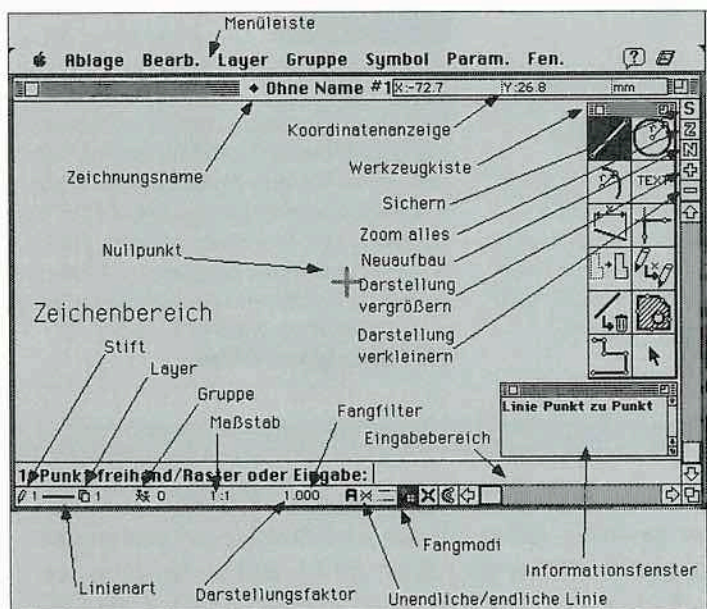 Menüleiste
Ablage Bearb. Layer Gruppe Symbol Param. Fen.
Ohne Name #1 X:-72.7 Y:26.8 mm
S
Koordinatenanzeige
Z
Werkzeugkiste
N
Zeichnungsname
TEXT
Sichern
Zoom alles
Nullpunkt
Neuaufbau
Darstellung
vergrößern
Zeichenbereich
Darstellung
verkleinern
Stift
Layer
Gruppe
Maßstab
Fangfilter
Linie Punkt zu Punkt
Eingabebereich
1. Punkt freihand/Raster oder Eingabe:
1 1 0 1:1 1.000 A
Fangmodi
Informationsfenster
Linienart
Darstellungsfaktor
Unendliche/endliche Linie